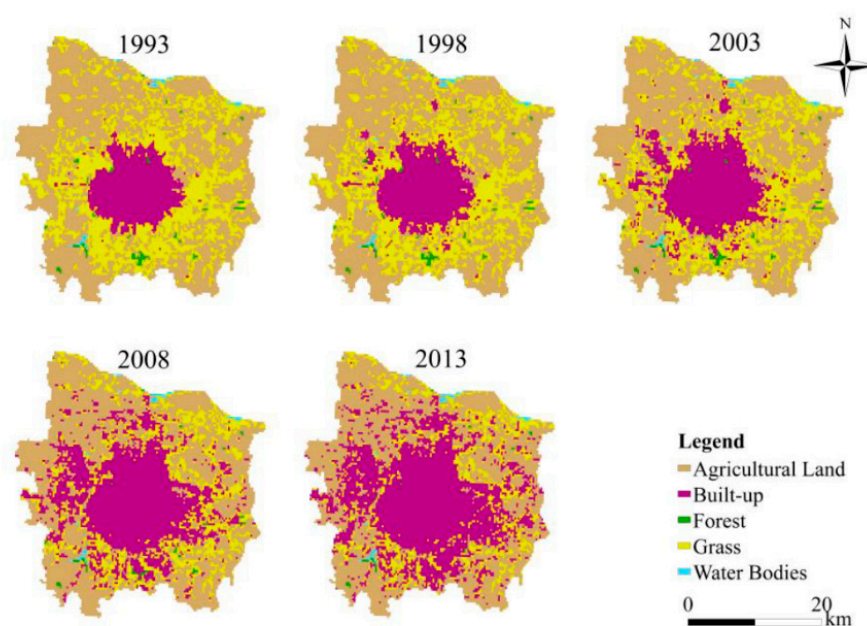 1993
1998
2003
N
2008
2013
Legend
Agricultural Land
Built-up
Forest
Grass
Water Bodies
0 20
km